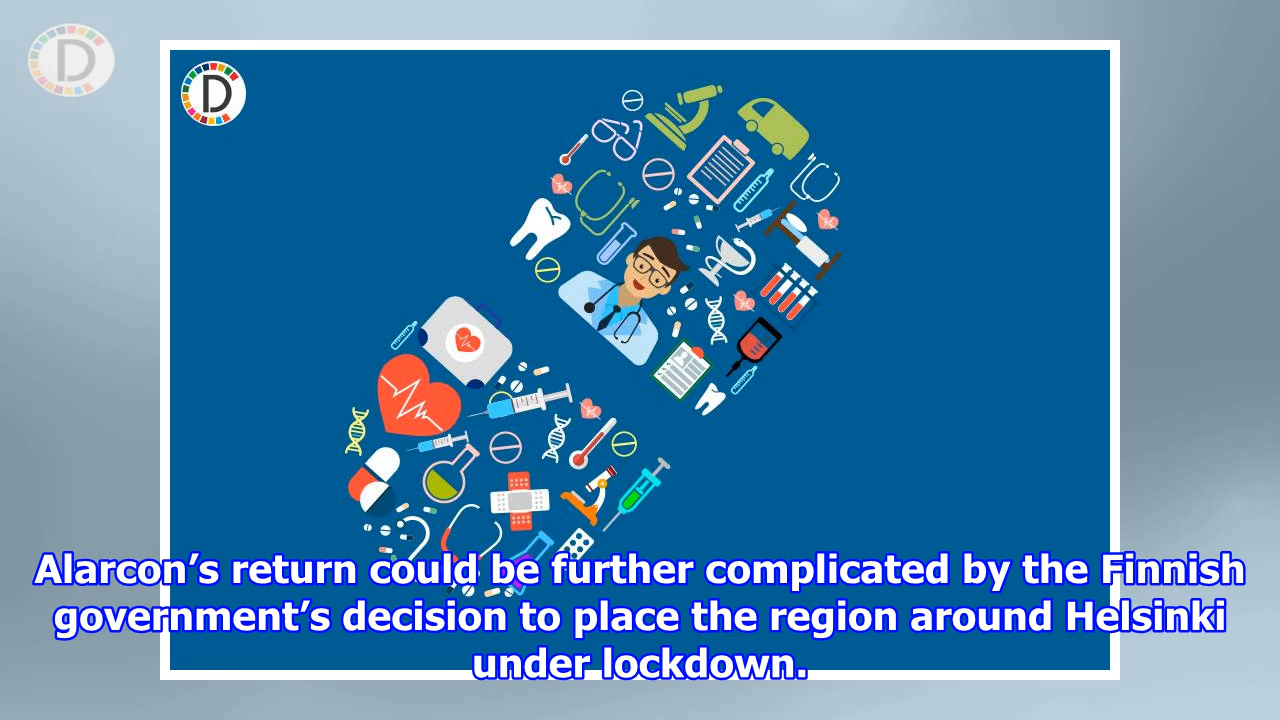 D
D
Alarcon’s return could be further complicated by the Finnish
government’s decision to place the region around Helsinki
under lockdown.